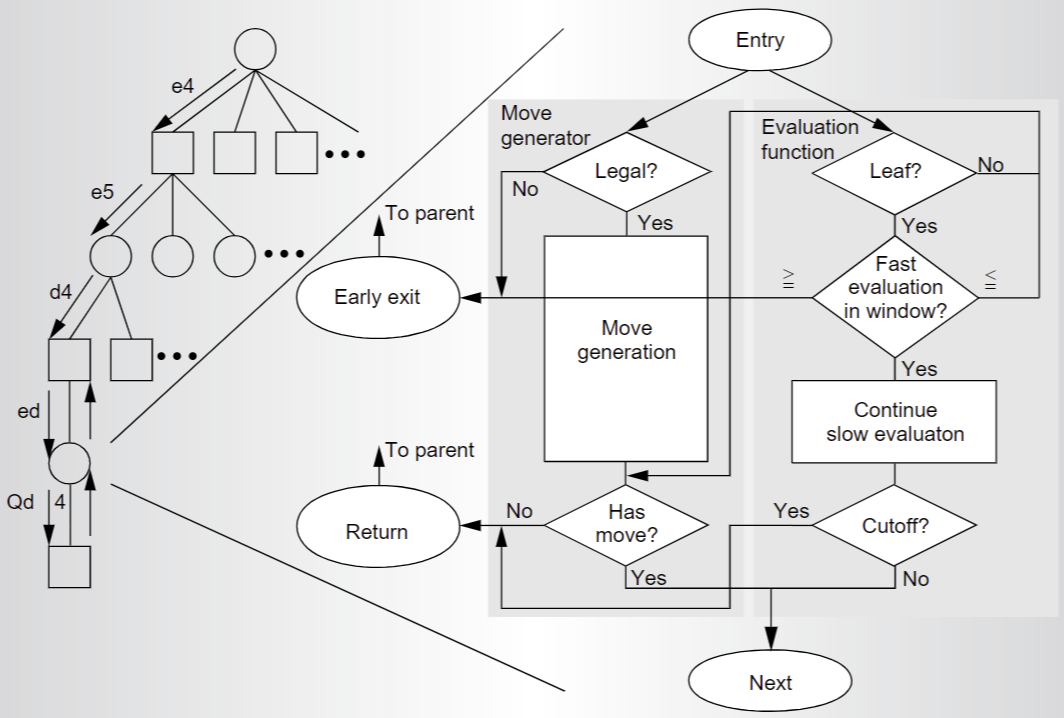 e4
e5
d4
ed
Qd 4
Entry
Move
generator
Legal?
No
Yes
To parent
Early exit
Move
generation
To parent
Return
No
Has
move?
Yes
Evaluation
function
Leaf?
No
Yes
≧
Fast
evaluation
in window?
≦
Yes
Continue
slow evaluaton
Yes
Cutoff?
No
Next